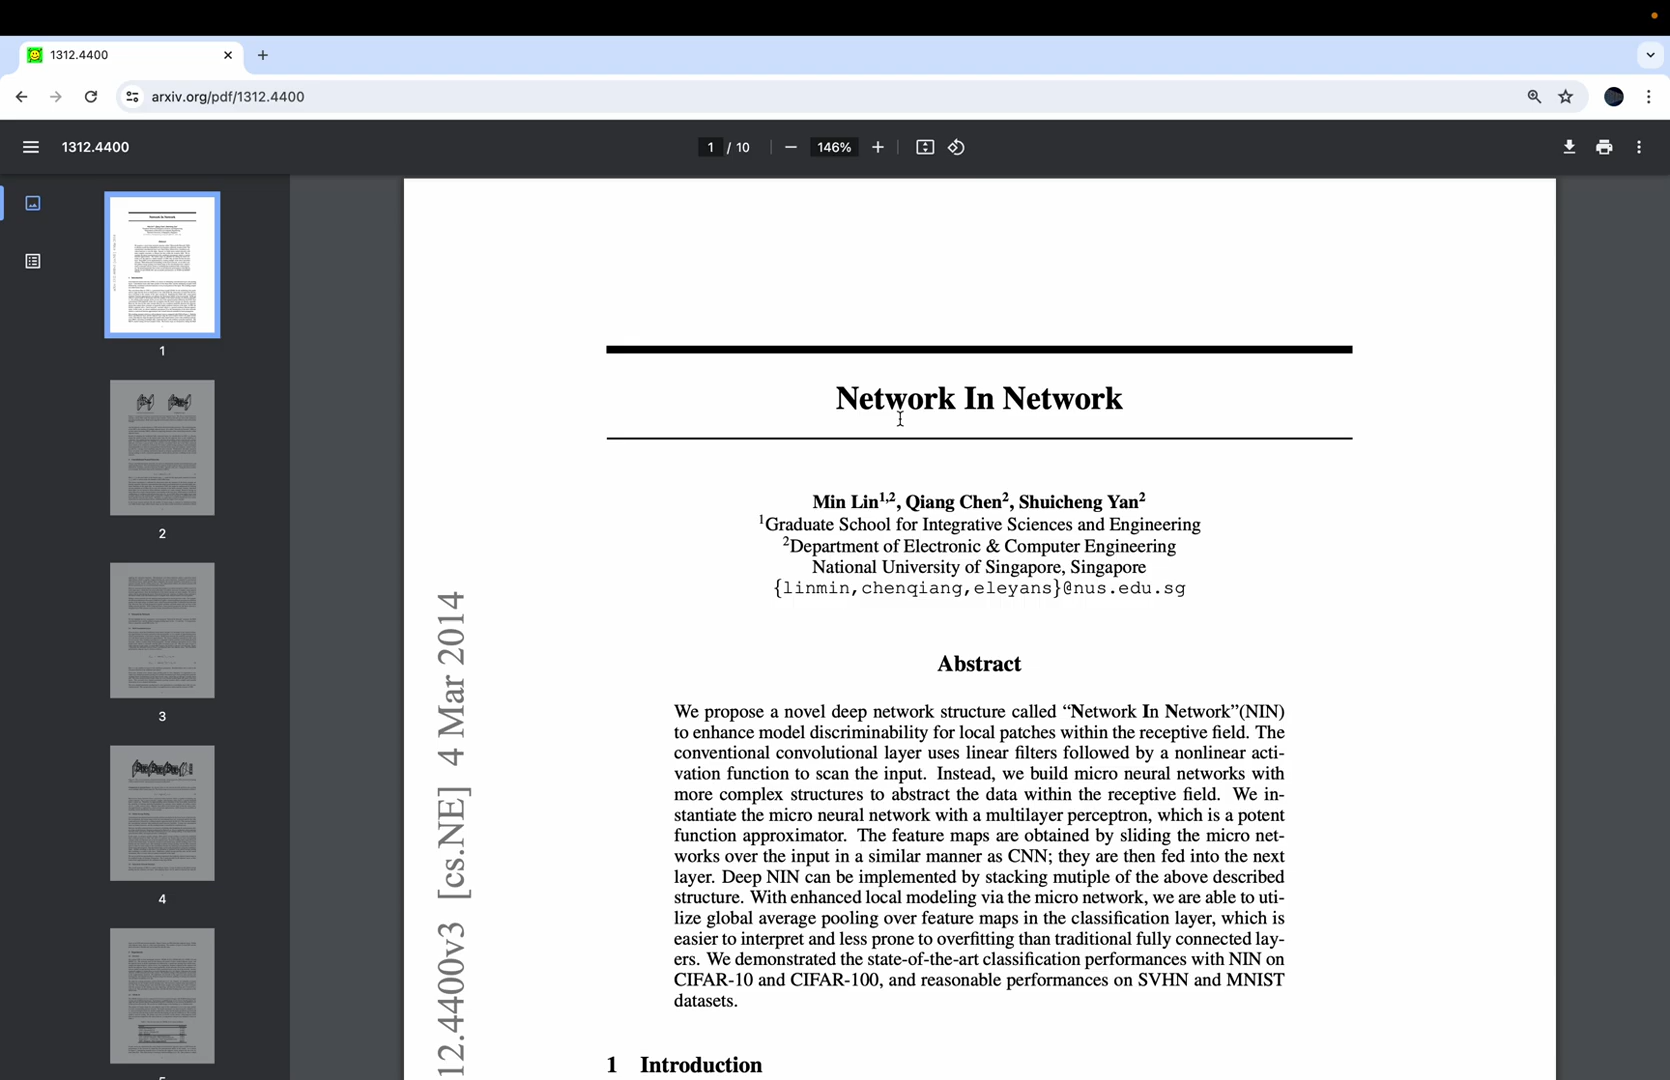 1312.4400
arxiv.org/pdf/1312.4400
1312.4400
1 / 10
146%
1
2
3
4
Network In Network
Min Lin1,2, Qiang Chen2, Shuicheng Yan2
1Graduate School for Integrative Sciences and Engineering
2Department of Electronic & Computer Engineering
National University of Singapore, Singapore
{linmin,chenqiang,eleyans}@nus.edu.sg
12.4400v3 [cs.NE] 4 Mar 2014
Abstract
We propose a novel deep network structure called “Network In Network”(NIN)
to enhance model discriminability for local patches within the receptive field. The
conventional convolutional layer uses linear filters followed by a nonlinear acti-
vation function to scan the input. Instead, we build micro neural networks with
more complex structures to abstract the data within the receptive field. We in-
stantiate the micro neural network with a multilayer perceptron, which is a potent
function approximator. The feature maps are obtained by sliding the micro net-
works over the input in a similar manner as CNN; they are then fed into the next
layer. Deep NIN can be implemented by stacking mutiple of the above described
structure. With enhanced local modeling via the micro network, we are able to uti-
lize global average pooling over feature maps in the classification layer, which is
easier to interpret and less prone to overfitting than traditional fully connected lay-
ers. We demonstrated the state-of-the-art classification performances with NIN on
CIFAR-10 and CIFAR-100, and reasonable performances on SVHN and MNIST
datasets.
1 Introduction